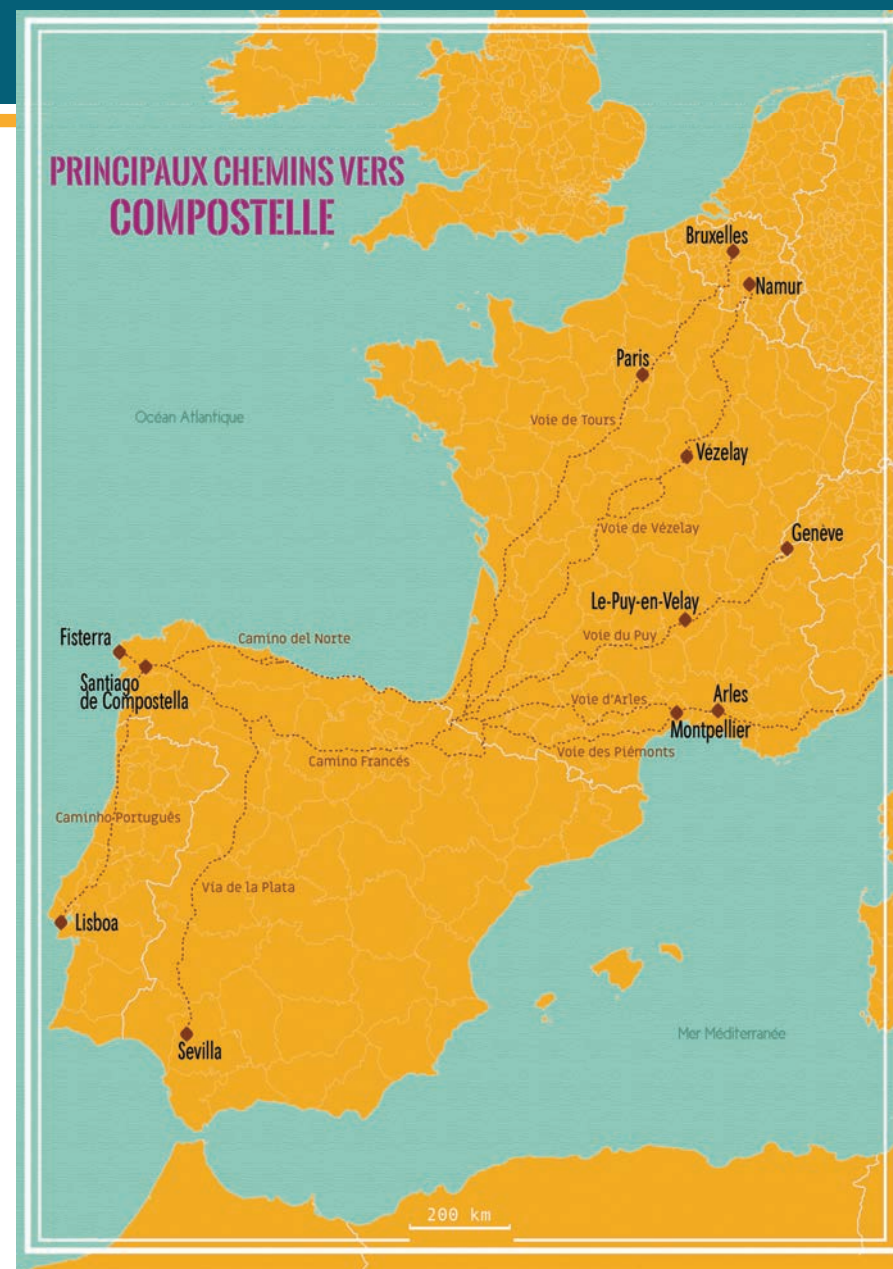 PRINCIPAUX CHEMINS VERS
COMPOSTELLE
Bruxelles
Namur
Paris
Océan Atlantique
Voie de Tours
Vézelay
Voie de Vézelay
Genève
Le-Puy-en-Velay
Fisterra
Camino del Norte
Voie du Puy
Santiago
de Compostella
Voie d'Arles
Arles
Montpellier
Camino Francés
Voie des Piémonts
Caminho Português
Vía de la Plata
Lisboa
Mer Méditerranée
Sevilla
200 km